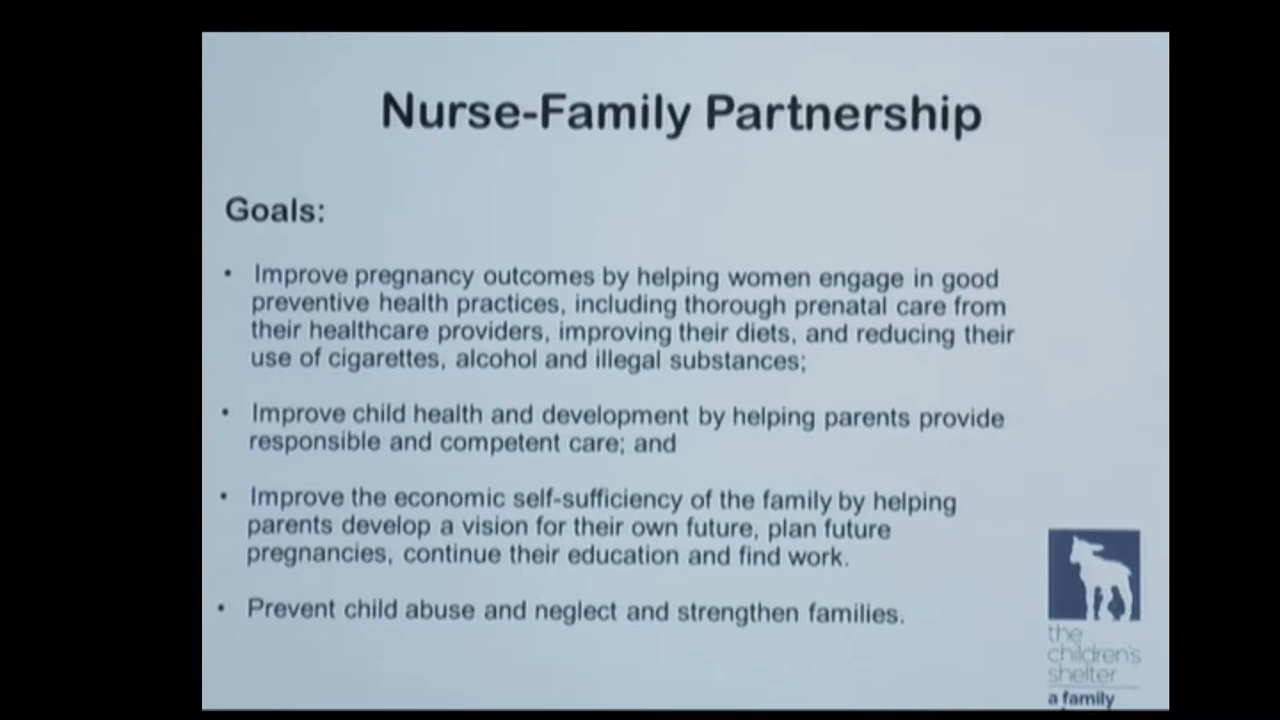 Nurse-Family Partnership
Goals:
• Improve pregnancy outcomes by helping women engage in good
preventive health practices, including thorough prenatal care from
their healthcare providers, improving their diets, and reducing their
use of cigarettes, alcohol and illegal substances;
• Improve child health and development by helping parents provide
responsible and competent care; and
• Improve the economic self-sufficiency of the family by helping
parents develop a vision for their own future, plan future
pregnancies, continue their education and find work.
• Prevent child abuse and neglect and strengthen families.
the
children's
shelter
a family